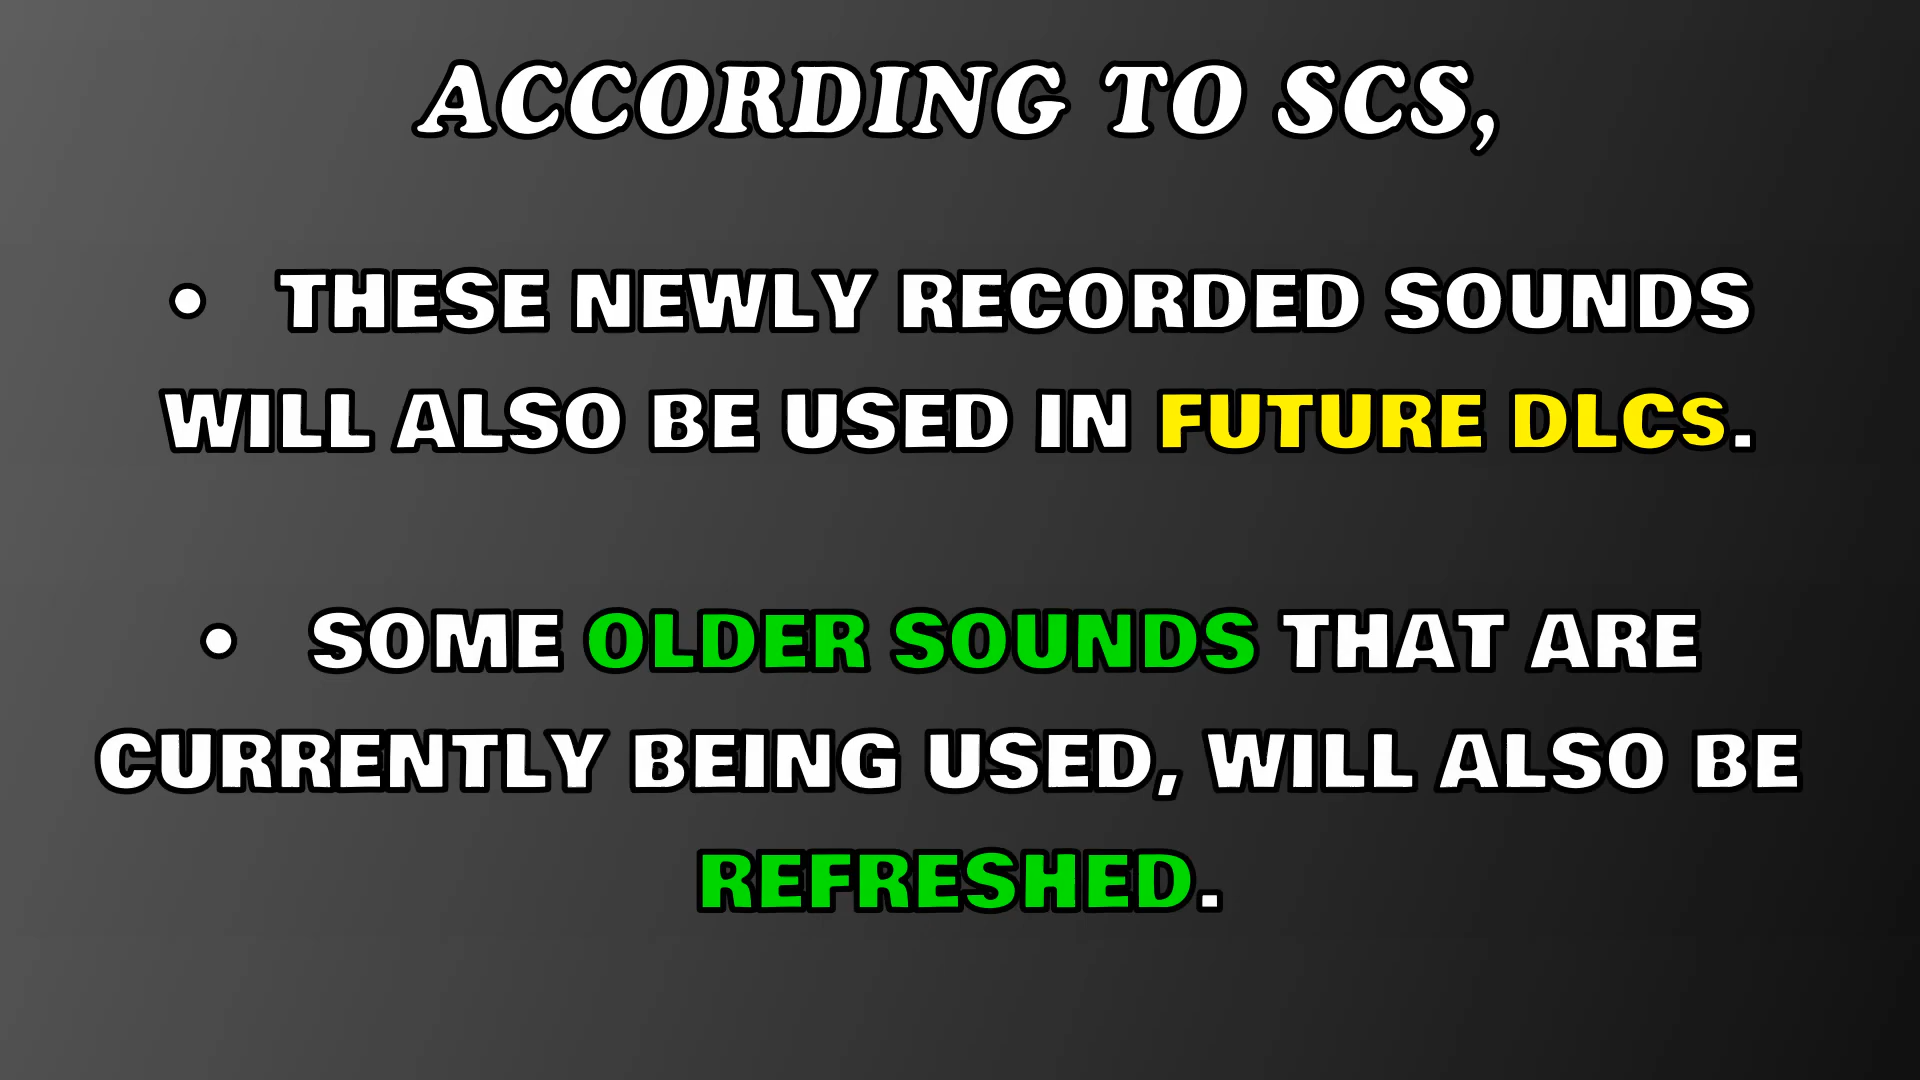 ACCORDING TO SCS,
• THESE NEWLY RECORDED SOUNDS
WILL ALSO BE USED IN FUTURE DLCs.
• SOME OLDER SOUNDS THAT ARE
CURRENTLY BEING USED, WILL ALSO BE
REFRESHED.